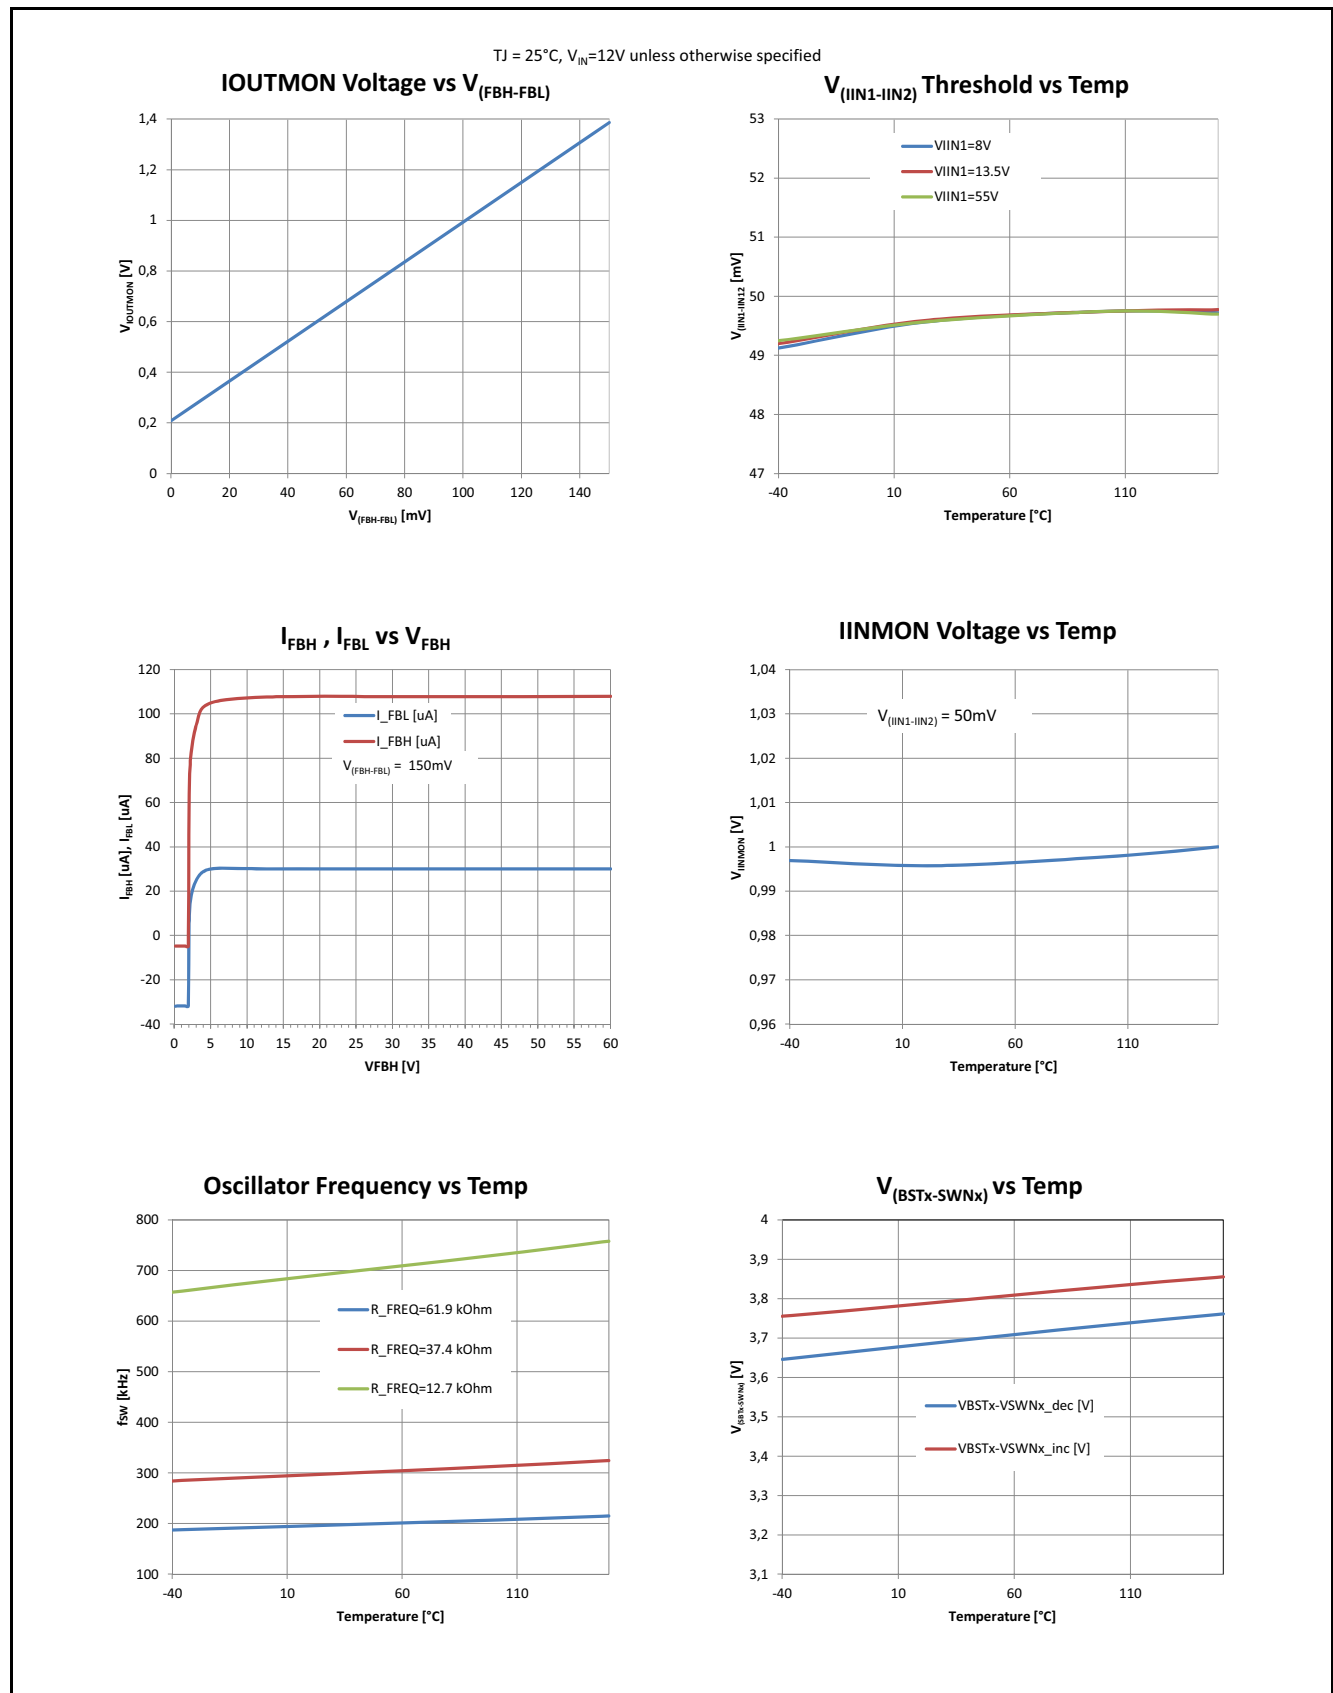 TJ = 25°C, VIN=12V unless otherwise specified
IOUTMON Voltage vs V(FBH-FBL)
1,4
1,2
1
0,8
0,6
0,4
0,2
0
VIOUTMON [V]
0 20 40 60 80 100 120 140
V(FBH-FBL) [mV]
V(IIN1-IIN2) Threshold vs Temp
53
52
51
50
49
48
47
V(IIN1-IIN12 [mV]
VIIN1=8V
VIIN1=13.5V
VIIN1=55V
-40 10 60 110
Temperature [°C]
IFBH , IFBL vs VFBH
120
100
80
60
40
20
0
-20
-40
IFBH [uA], IFBL [uA]
I_FBL [uA]
I_FBH [uA]
V(FBH-FBL) = 150mV
0 5 10 15 20 25 30 35 40 45 50 55 60
VFBH [V]
IINMON Voltage vs Temp
1,04
1,03
1,02
1,01
1
0,99
0,98
0,97
0,96
VIINMON [V]
V(IIN1-IIN2) = 50mV
-40 10 60 110
Temperature [°C]
Oscillator Frequency vs Temp
800
700
600
500
400
300
200
100
fsw [kHz]
R_FREQ=61.9 kOhm
R_FREQ=37.4 kOhm
R_FREQ=12.7 kOhm
-40 10 60 110
Temperature [°C]
V(BSTx-SWNx) vs Temp
4
3,9
3,8
3,7
3,6
3,5
3,4
3,3
3,2
3,1
V(SBTx-SWNx) [V]
VBSTx-VSWNx_dec [V]
VBSTx-VSWNx_inc [V]
-40 10 60 110
Temperature [°C]